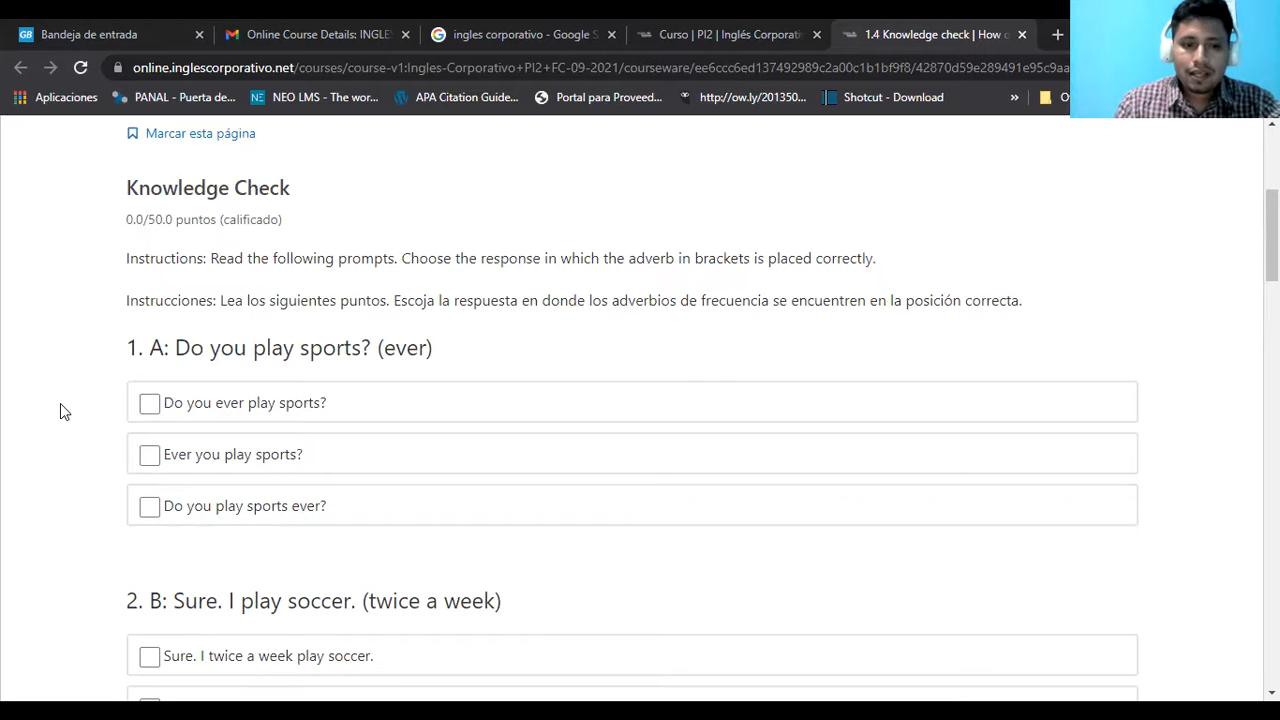 GB Bandeja de entrada
Online Course Details: INGLE
ingles corporativo - Google S
Curso | PI2 | Inglés Corporati
1.4 Knowledge check | How o
online.inglescorporativo.net/courses/course-v1:Ingles-Corporativo+PI2+FC-09-2021/courseware/ee6ccc6ed137492989c2a00c1b1bf9f8/42870d59e289491e95c9aa
Aplicaciones
PANAL - Puerta de...
NE NEO LMS - The wor...
APA Citation Guide...
Portal para Proveed...
http://ow.ly/201350...
Shotcut - Download
»
Marcar esta página
Knowledge Check
0.0/50.0 puntos (calificado)
Instructions: Read the following prompts. Choose the response in which the adverb in brackets is placed correctly.
Instrucciones: Lea los siguientes puntos. Escoja la respuesta en donde los adverbios de frecuencia se encuentren en la posición correcta.
1. A: Do you play sports? (ever)
Do you ever play sports?
Ever you play sports?
Do you play sports ever?
2. B: Sure. I play soccer. (twice a week)
Sure. I twice a week play soccer.